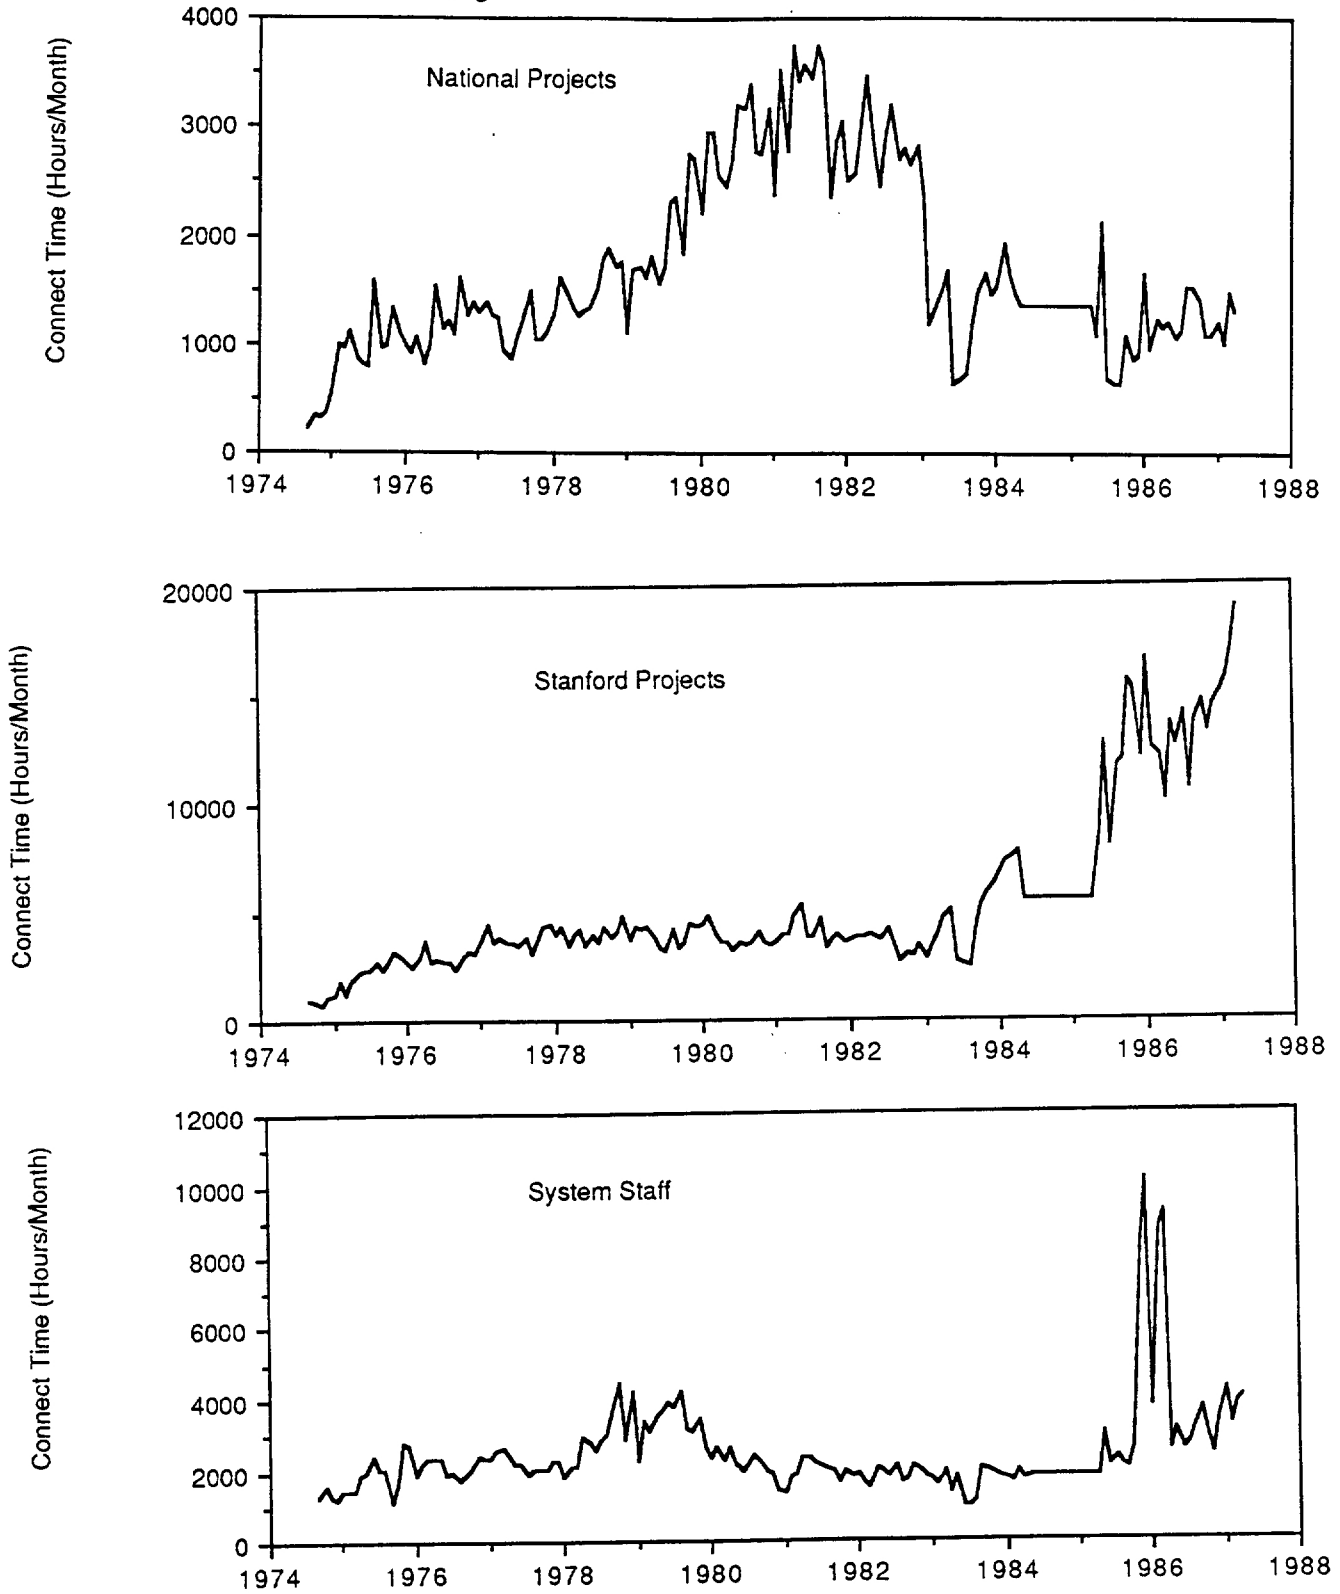 4000
3000
2000
1000
0
Connect Time (Hours/Month)
National Projects
1974 1976 1978 1980 1982 1984 1986 1988
20000
10000
0
Connect Time (Hours/Month)
Stanford Projects
1974 1976 1978 1980 1982 1984 1986 1988
12000
10000
8000
6000
4000
2000
0
Connect Time (Hours/Month)
System Staff
1974 1976 1978 1980 1982 1984 1986 1988